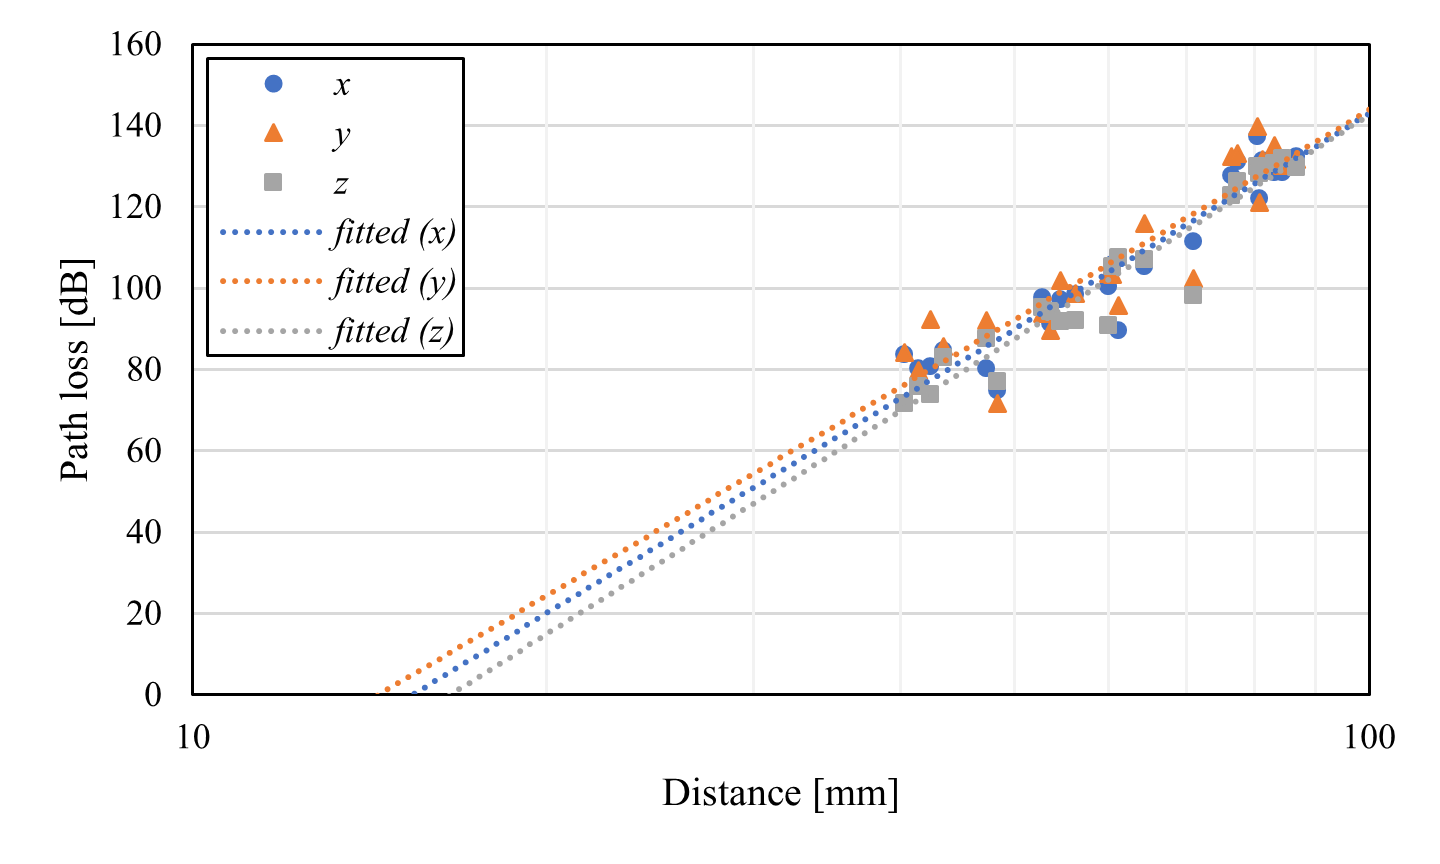 160
140
120
100
80
60
40
20
0
Path loss [dB]
x
y
z
fitted (x)
fitted (y)
fitted (z)
10
100
Distance [mm]